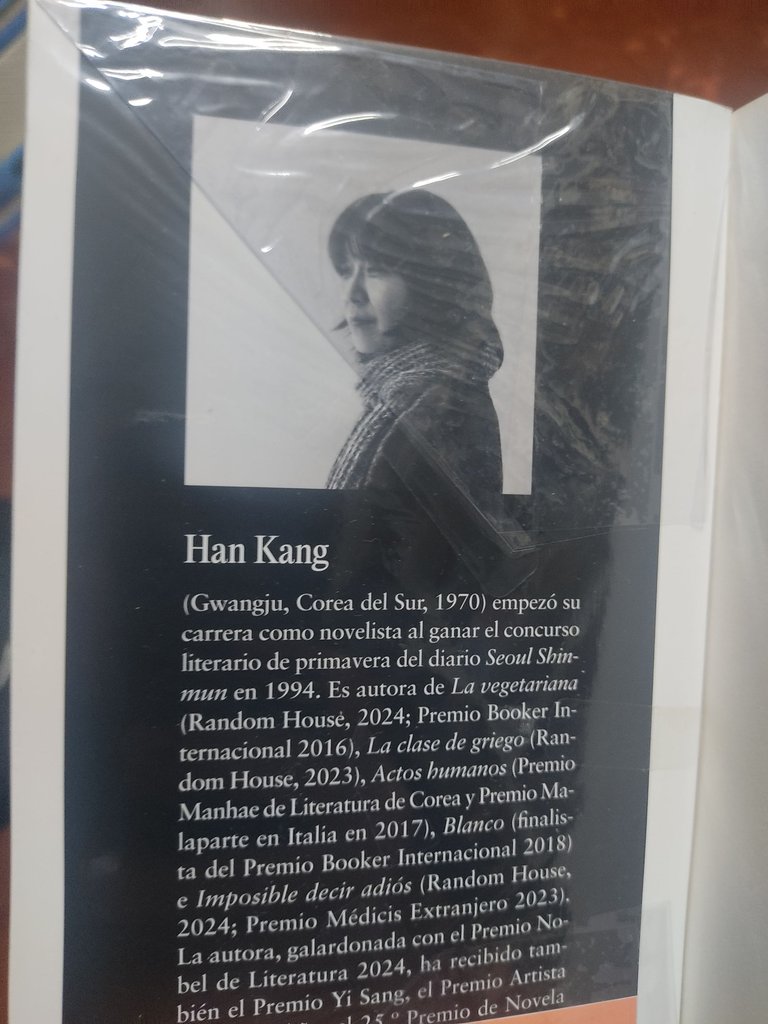 Han Kang
(Gwangju, Corea del Sur, 1970) empezó su
carrera como novelista al ganar el concurso
literario de primavera del diario Seoul Shin-
mun en 1994. Es autora de La vegetariana
(Random House, 2024; Premio Booker In-
ternacional 2016), La clase de griego (Ran-
dom House, 2023), Actos humanos (Premio
Manhae de Literatura de Corea y Premio Ma-
laparte en Italia en 2017), Blanco (finalis-
ta del Premio Booker Internacional 2018)
e Imposible decir adiós (Random House,
2024; Premio Médicis Extranjero 2023).
La autora, galardonada con el Premio No-
bel de Literatura 2024, ha recibido tam-
bién el Premio Yi Sang, el Premio Artista
el 25.º Premio de Novela